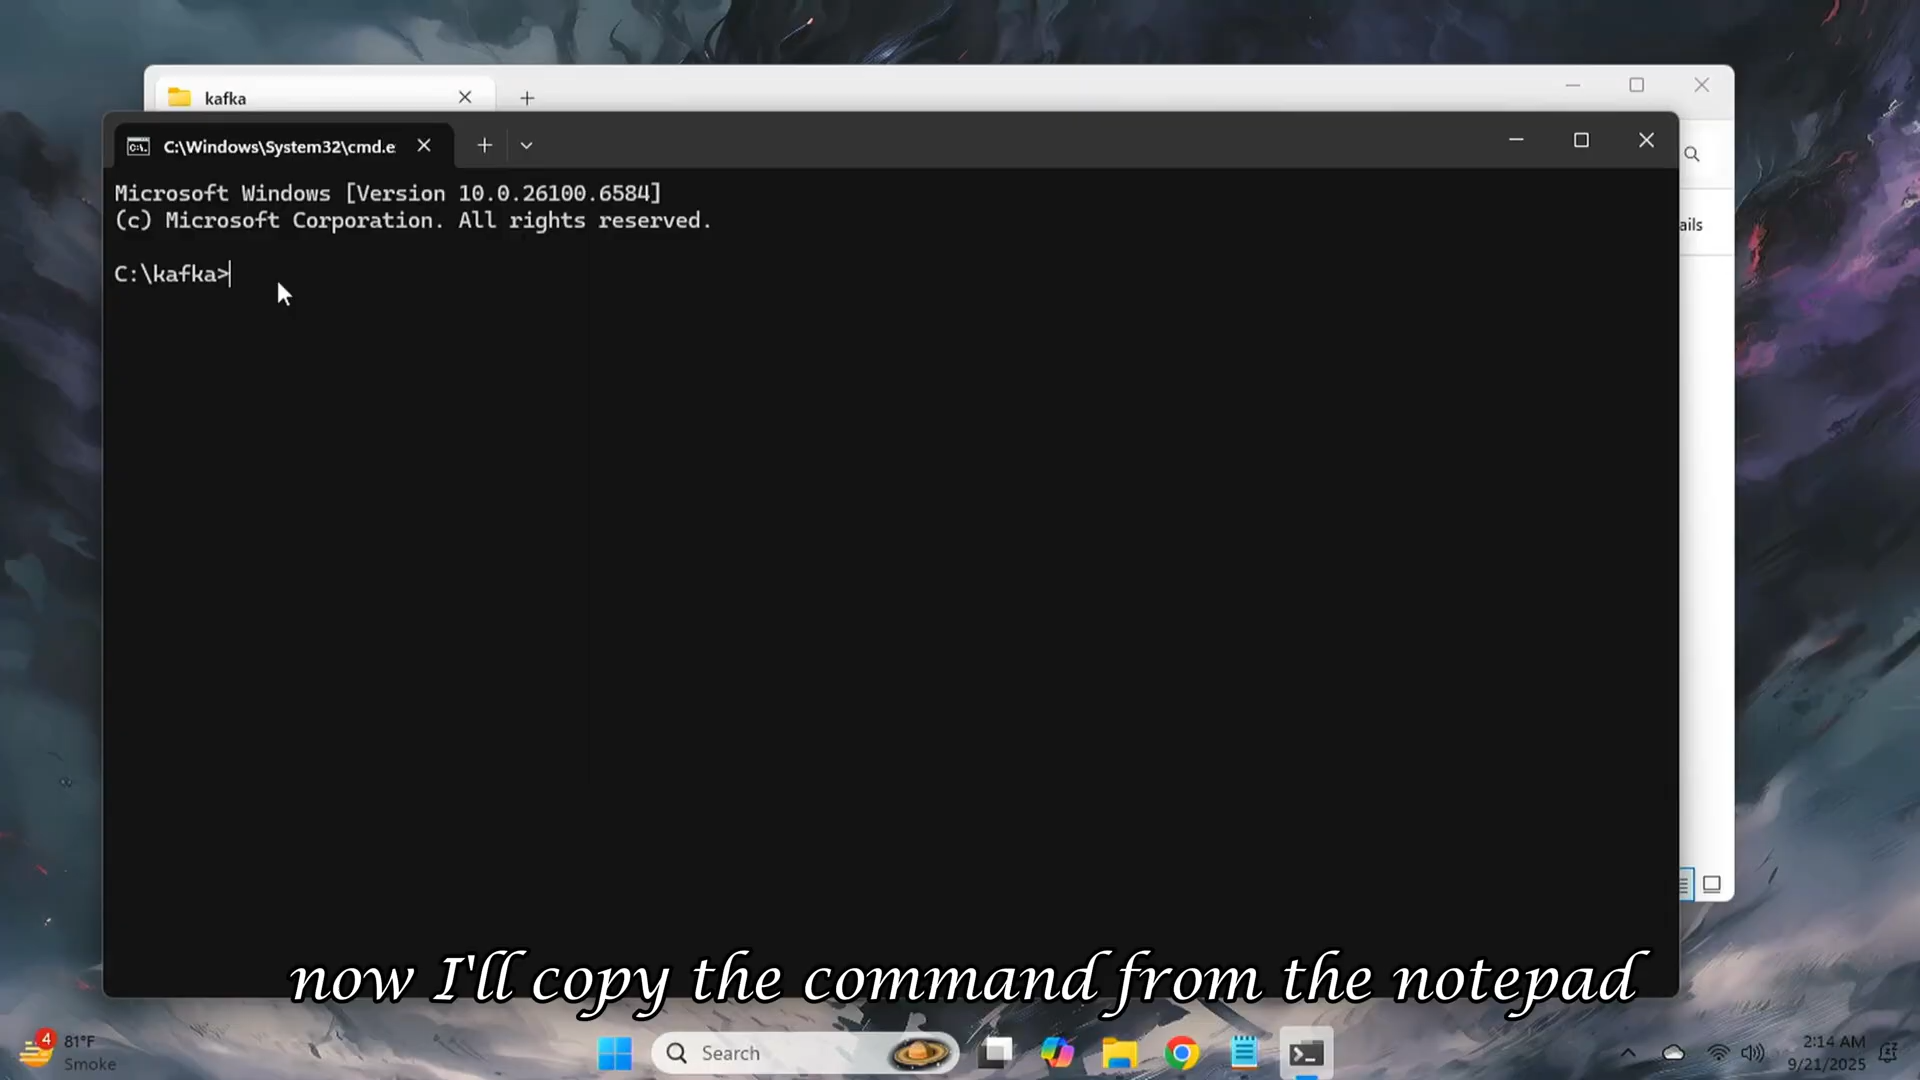 kafka
C:\Windows\System32\cmd.e
Microsoft Windows [Version 10.0.26100.6584]
(c) Microsoft Corporation. All rights reserved.
ails
C:\kafka>
now I'll copy the command from the notepad
4
81°F
Smoke
Search
2:14 AM
9/21/2025